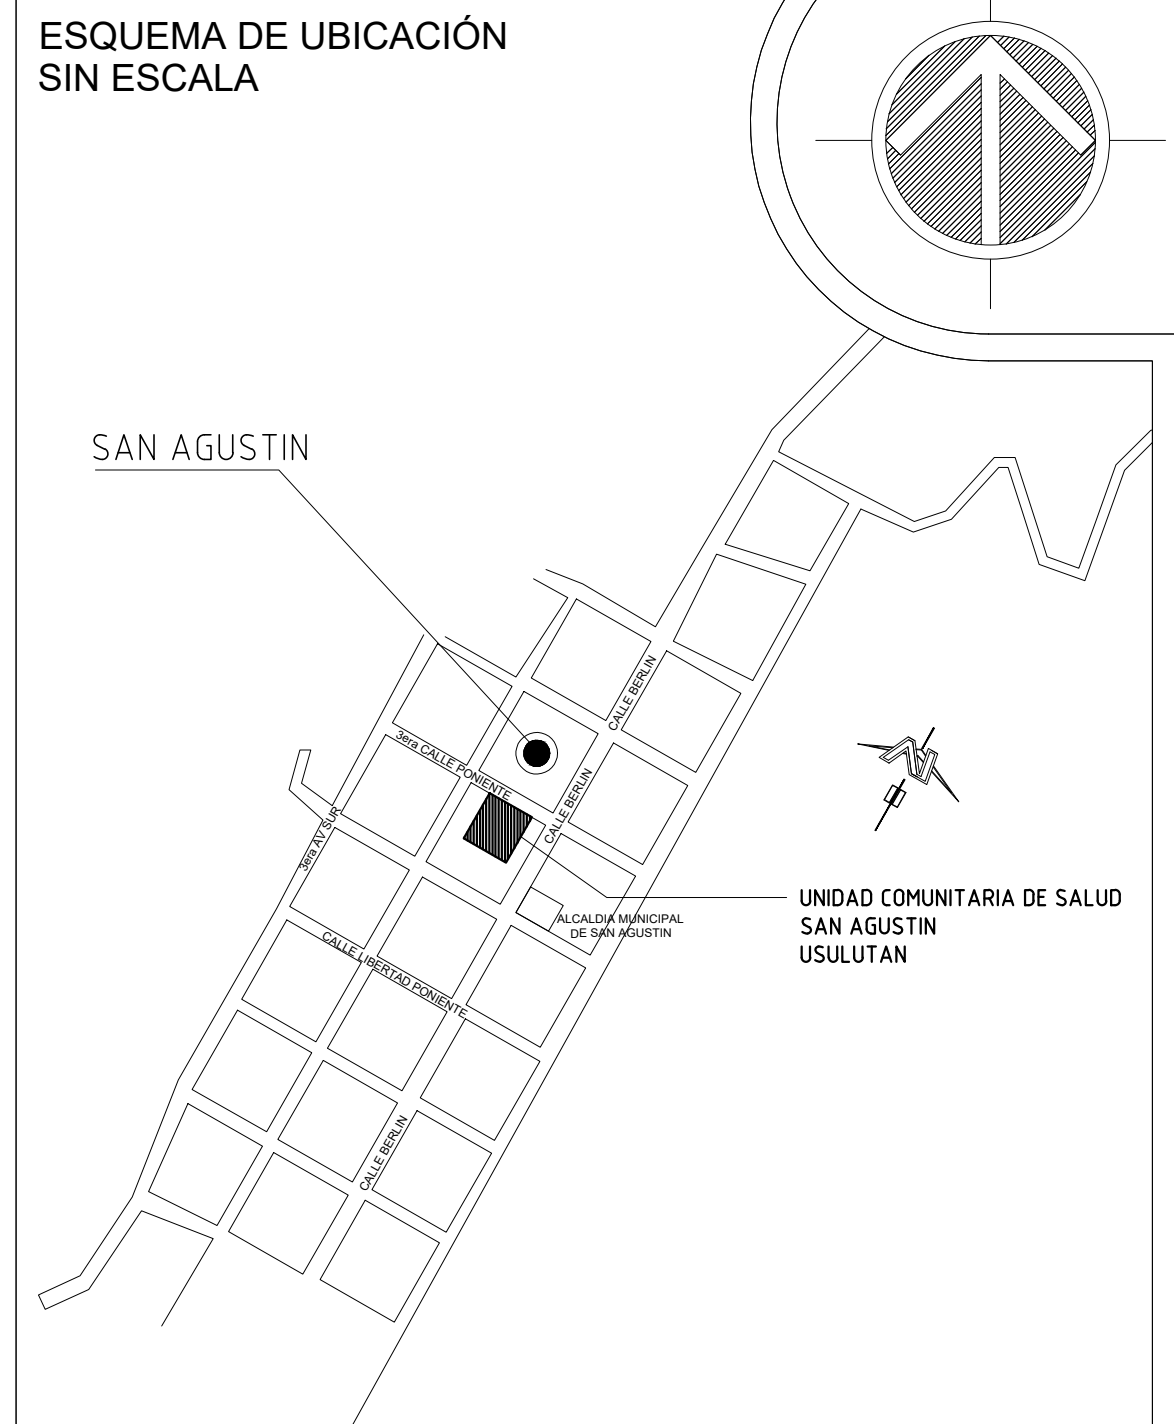 ESQUEMA DE UBICACIÓN
SIN ESCALA
SAN AGUSTIN
CALLE BERLIN
3era CALLE PONIENTE
CALLE BERLIN
3era AV SUR
N
UNIDAD COMUNITARIA DE SALUD
SAN AGUSTIN
USULUTAN
ALCALDIA MUNICIPAL
DE SAN AGUSTIN
CALLE LIBERTAD PONIENTE
CALLE BERLIN